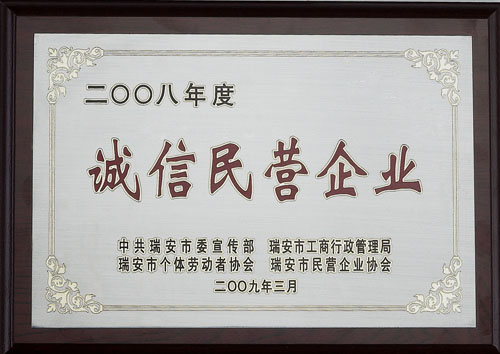 二〇〇八年度
诚信民营企业
中共瑞安市委宣传部 瑞安市工商行政管理局
瑞安市个体劳动者协会 瑞安市民营企业协会
二〇〇九年三月